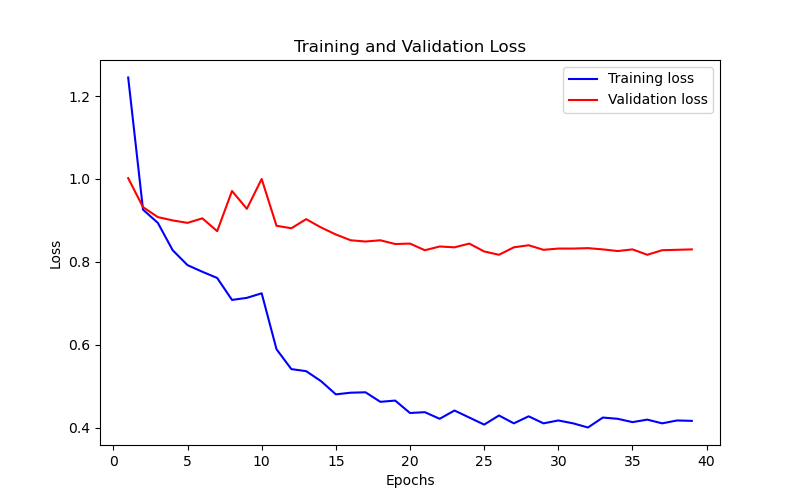 Training and Validation Loss
Training loss
Validation loss
1.2
1.0
0.8
0.6
0.4
Loss
0 5 10 15 20 25 30 35 40
Epochs